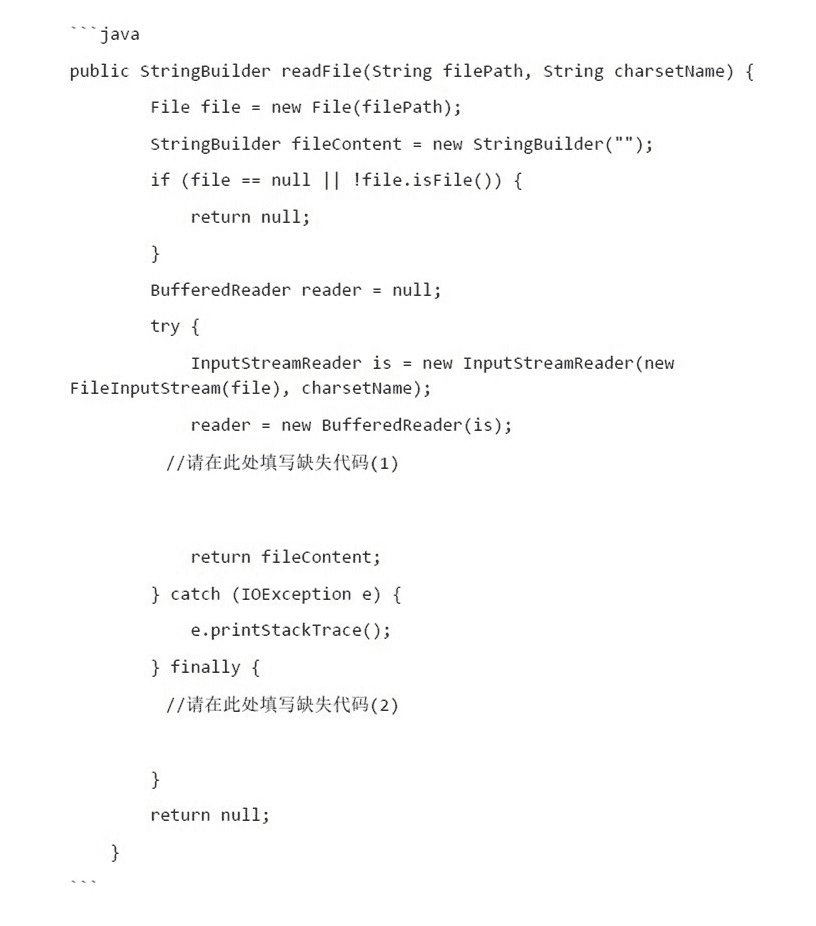 ```java
public StringBuilder readFile(String filePath, String charsetName) {
File file = new File(filePath);
StringBuilder fileContent = new StringBuilder("");
if (file == null || !file.isFile()) {
return null;
}
BufferedReader reader = null;
try {
InputStreamReader is = new InputStreamReader(new
FileInputStream(file), charsetName);
reader = new BufferedReader(is);
//请在此处填写缺失代码(1)
return fileContent;
} catch (IOException e) {
e.printStackTrace();
} finally {
//请在此处填写缺失代码(2)
}
return null;
}
```